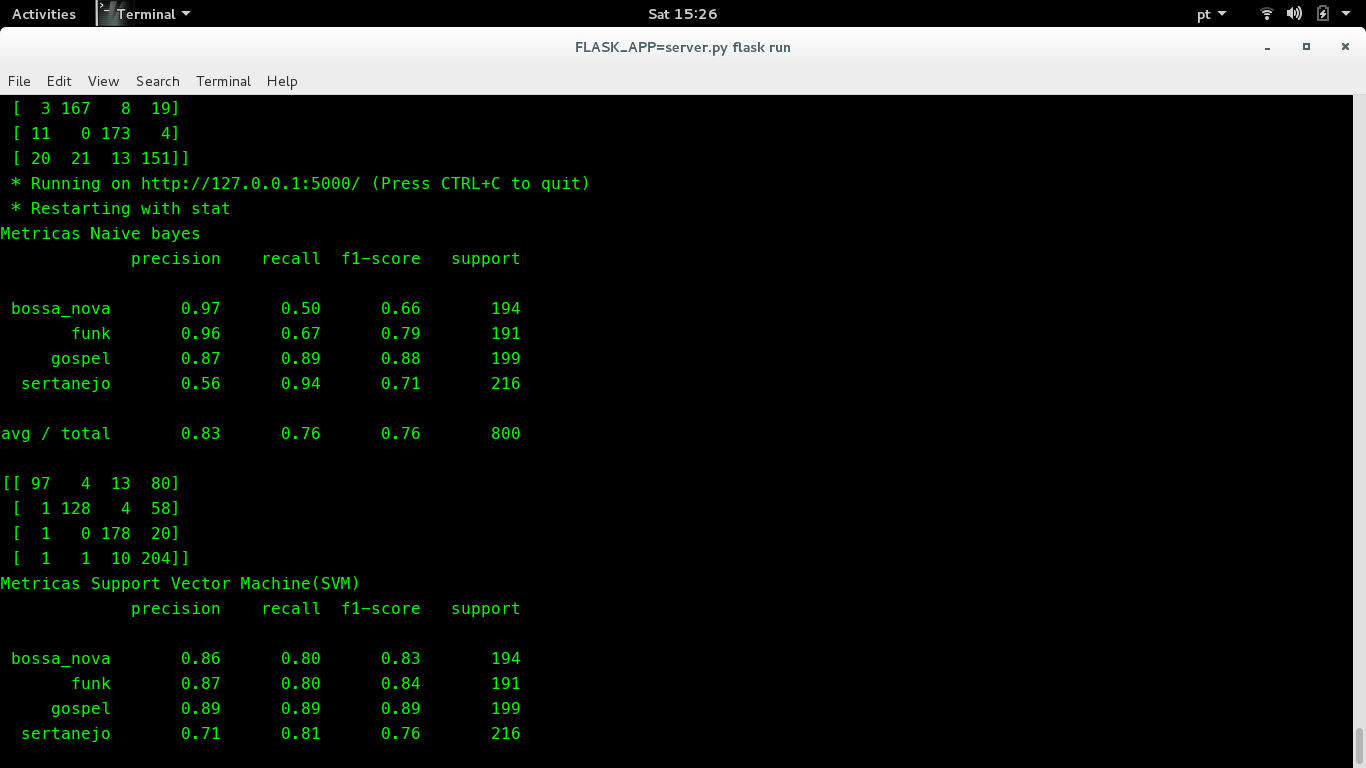 Activities Terminal Sat 15:26 pt
FLASK_APP=server.py flask run
File Edit View Search Terminal Help
[  3 167   8  19]
[ 11   0 173   4]
[ 20  21  13 151]]
* Running on http://127.0.0.1:5000/ (Press CTRL+C to quit)
* Restarting with stat
Metricas Naive bayes
precision    recall  f1-score   support
bossa_nova       0.97      0.50      0.66       194
funk       0.96      0.67      0.79       191
gospel       0.87      0.89      0.88       199
sertanejo       0.56      0.94      0.71       216
avg / total       0.83      0.76      0.76       800
[[ 97   4  13  80]
[  1 128   4  58]
[  1   0 178  20]
[  1   1  10 204]]
Metricas Support Vector Machine(SVM)
precision    recall  f1-score   support
bossa_nova       0.86      0.80      0.83       194
funk       0.87      0.80      0.84       191
gospel       0.89      0.89      0.89       199
sertanejo       0.71      0.81      0.76       216